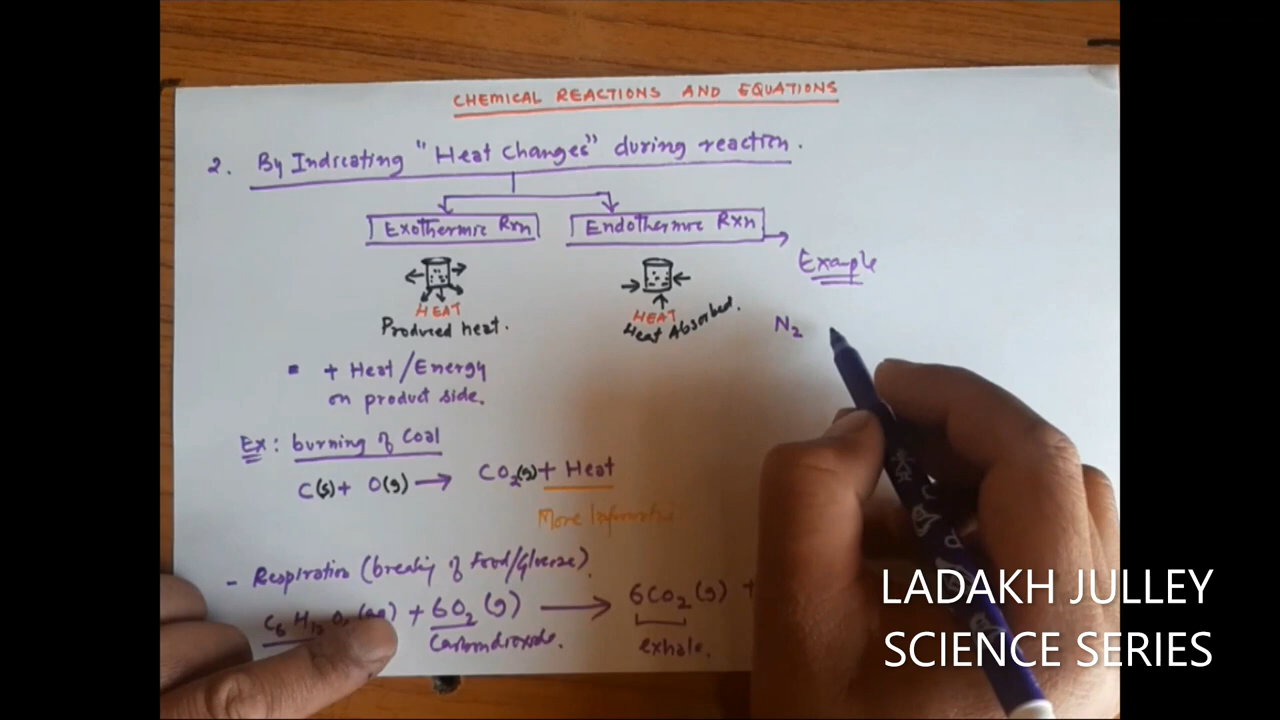 CHEMICAL REACTIONS AND EQUATIONS
2. By Indicating "Heat Changes" during reaction.
Exothermic Rxn
Endothermic Rxn
Example
HEAT
Produced heat.
HEAT
Heat Absorbed.
N₂
+ Heat/Energy
on product side.
Ex: burning of Coal
C(s) + O(g) → CO₂(g) + Heat
More
- Respiration (breaking of Food/Glucose).
C₆ H₁₂ O (aq) + 6O₂ (g) → 6CO₂ (g) +
Carbondioxide.
exhale.
LADAKH JULLEY
SCIENCE SERIES